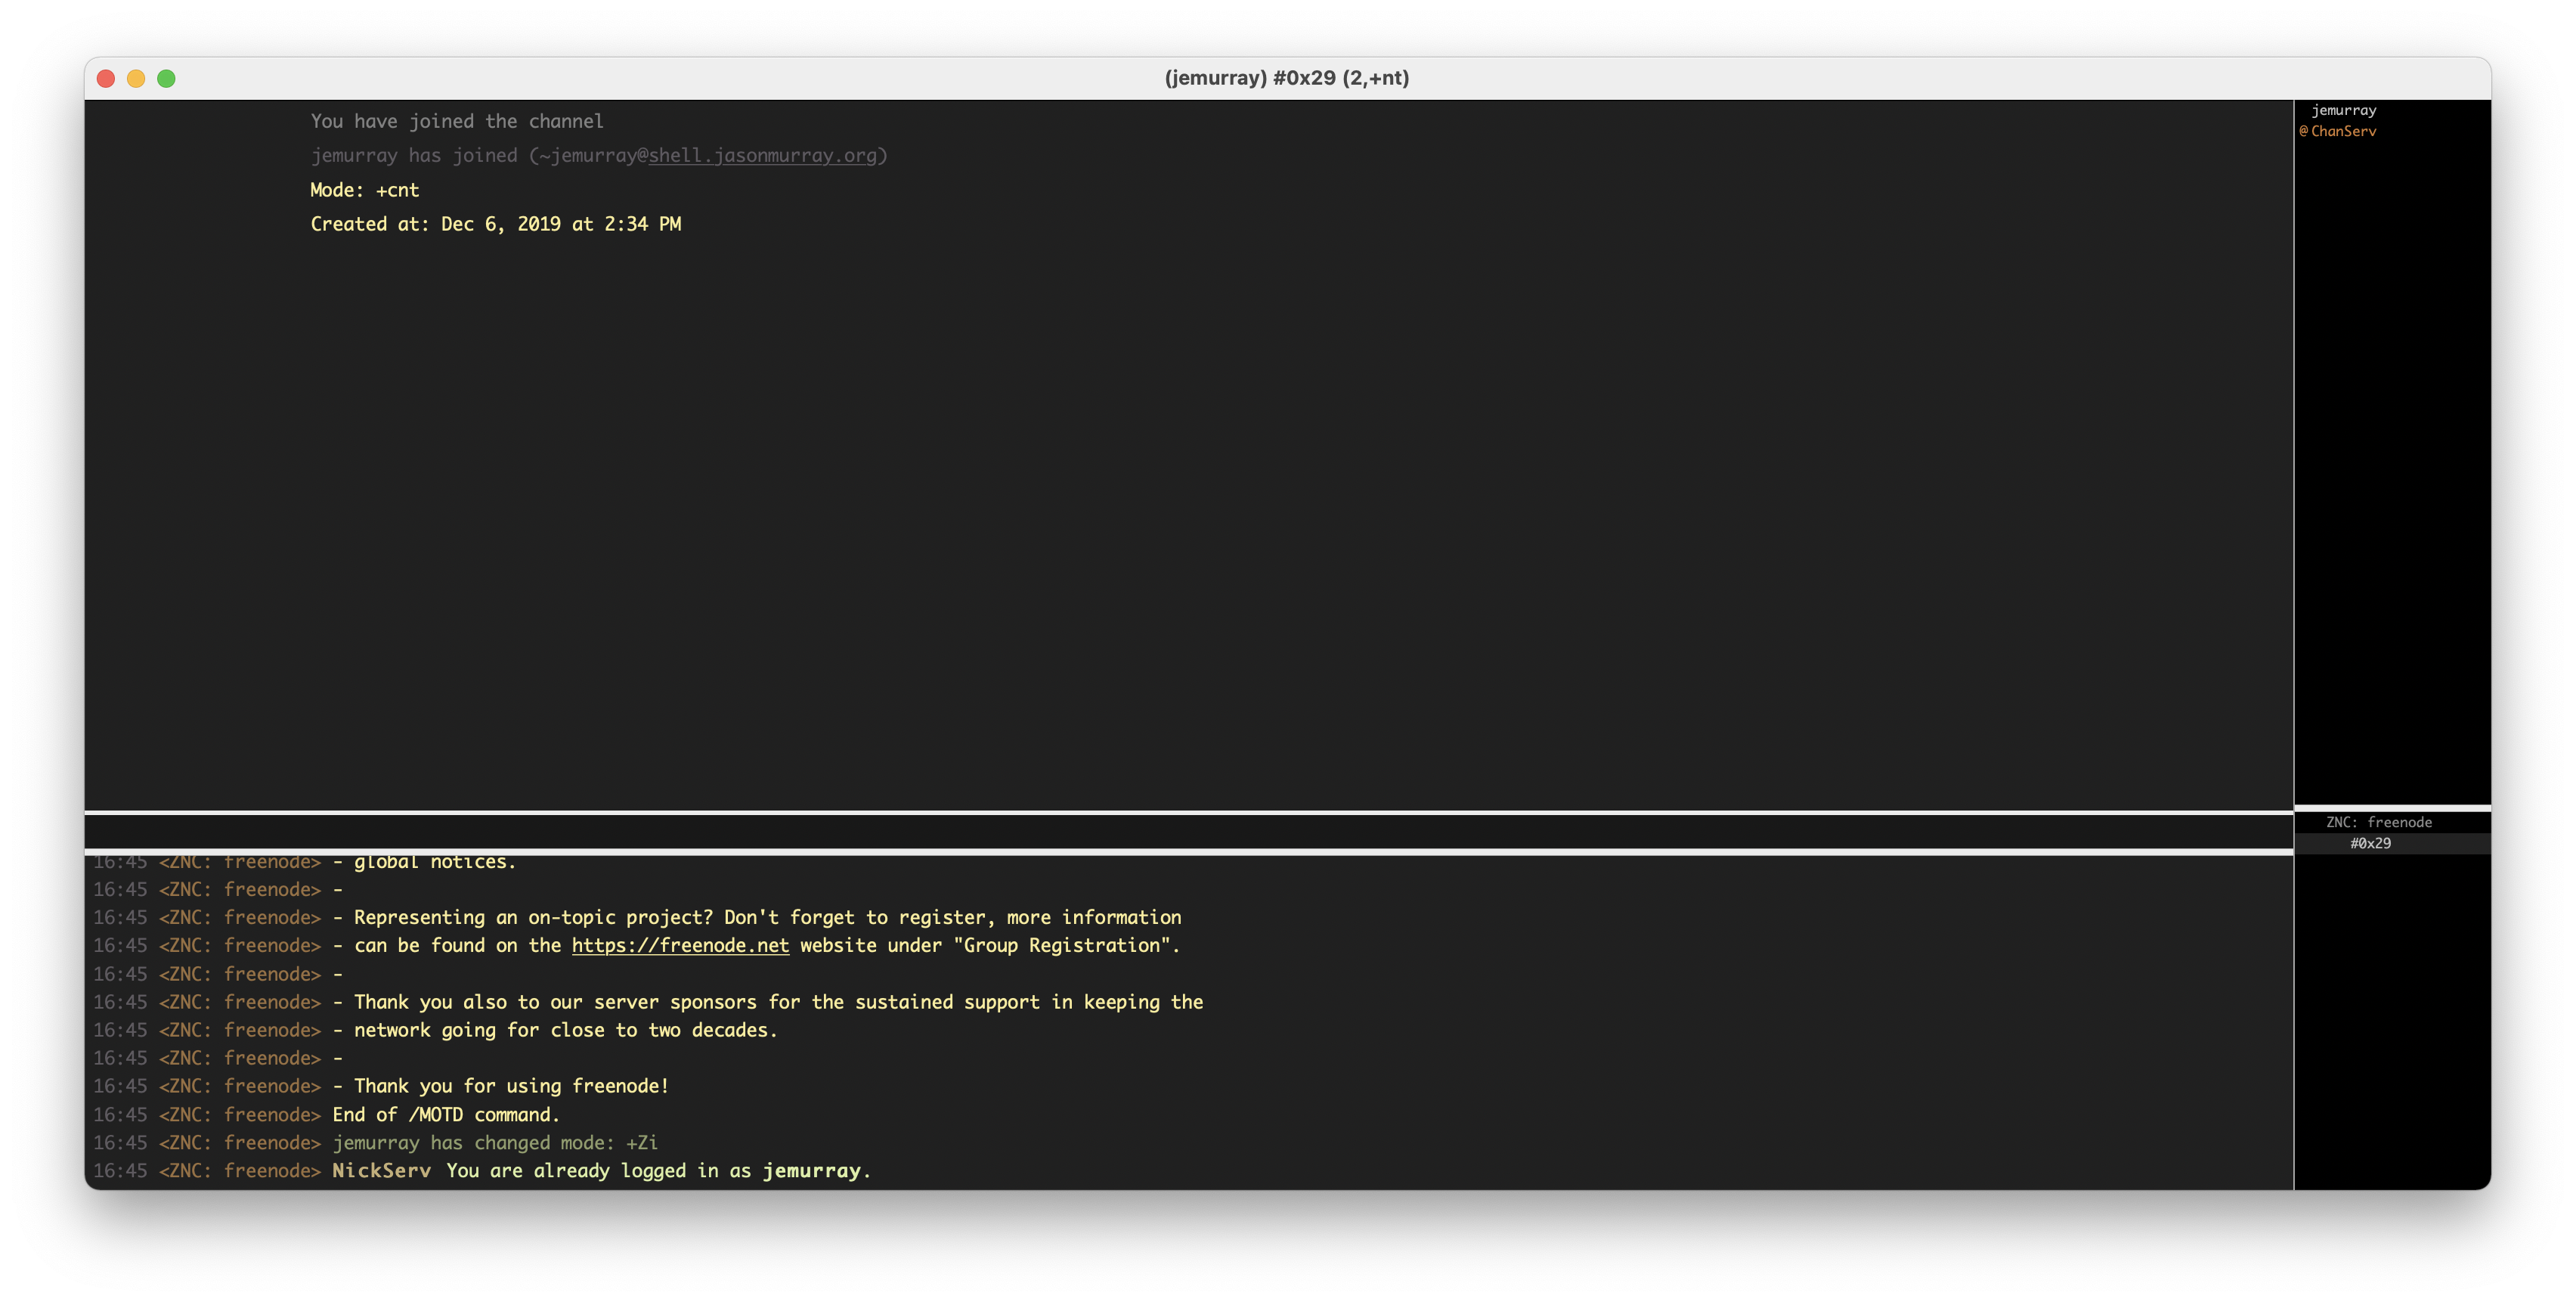 (jemurray) #0x29 (2,+nt)
You have joined the channel
jemurray has joined (~jemurray@shell.jasonmurray.org)
Mode: +cnt
Created at: Dec 6, 2019 at 2:34 PM
jemurray
@ChanServ
ZNC: freenode
#0x29
16:45 <ZNC: freenode> - global notices.
16:45 <ZNC: freenode> -
16:45 <ZNC: freenode> - Representing an on-topic project? Don't forget to register, more information
16:45 <ZNC: freenode> - can be found on the https://freenode.net website under "Group Registration".
16:45 <ZNC: freenode> -
16:45 <ZNC: freenode> - Thank you also to our server sponsors for the sustained support in keeping the
16:45 <ZNC: freenode> - network going for close to two decades.
16:45 <ZNC: freenode> -
16:45 <ZNC: freenode> - Thank you for using freenode!
16:45 <ZNC: freenode> End of /MOTD command.
16:45 <ZNC: freenode> jemurray has changed mode: +Zi
16:45 <ZNC: freenode> NickServ You are already logged in as jemurray.